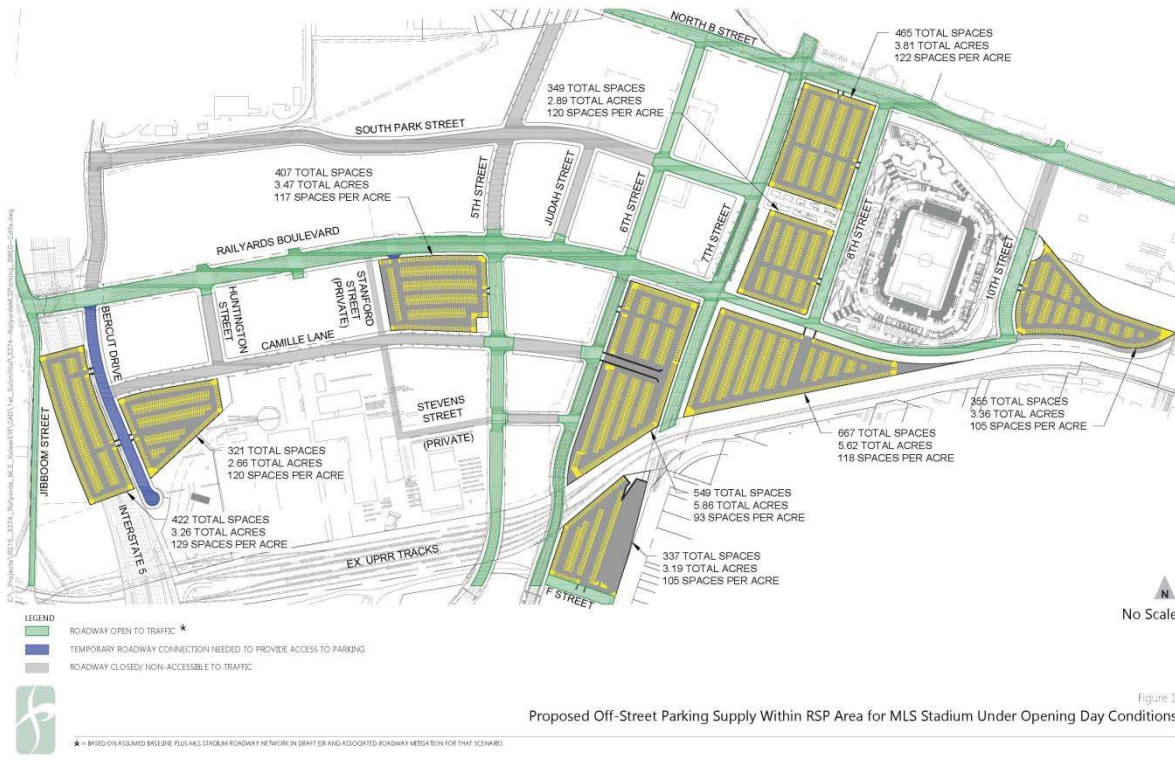 NORTH B STREET
465 TOTAL SPACES
3.81 TOTAL ACRES
122 SPACES PER ACRE
349 TOTAL SPACES
2.89 TOTAL ACRES
120 SPACES PER ACRE
SOUTH PARK STREET
407 TOTAL SPACES
3.47 TOTAL ACRES
117 SPACES PER ACRE
5TH STREET
JUDAH STREET
6TH STREET
7TH STREET
8TH STREET
10TH STREET
RAILYARDS BOULEVARD
HUNTINGTON
STREET
STANFORD
STREET
(PRIVATE)
BERCUT DRIVE
CAMILLE LANE
JIBBOOM STREET
STEVENS
STREET
(PRIVATE)
321 TOTAL SPACES
2.66 TOTAL ACRES
120 SPACES PER ACRE
355 TOTAL SPACES
3.36 TOTAL ACRES
105 SPACES PER ACRE
667 TOTAL SPACES
5.62 TOTAL ACRES
118 SPACES PER ACRE
549 TOTAL SPACES
5.86 TOTAL ACRES
93 SPACES PER ACRE
422 TOTAL SPACES
3.26 TOTAL ACRES
129 SPACES PER ACRE
INTERSTATE 5
EX. UPRR TRACKS
337 TOTAL SPACES
3.19 TOTAL ACRES
105 SPACES PER ACRE
F STREET
N
No Scale
LEGEND
ROADWAY OPEN TO TRAFFIC *
TEMPORARY ROADWAY CONNECTION NEEDED TO PROVIDE ACCESS TO PARKING
ROADWAY CLOSED/ NON-ACCESSIBLE TO TRAFFIC
Figure 1
Proposed Off-Street Parking Supply Within RSP Area for MLS Stadium Under Opening Day Conditions
* = BASED ON ASSUMED BASELINE PLUS MLS STADIUM ROADWAY NETWORK IN DRAFT EIR AND ASSOCIATED ROADWAY MITIGATION FOR THAT SCENARIO.